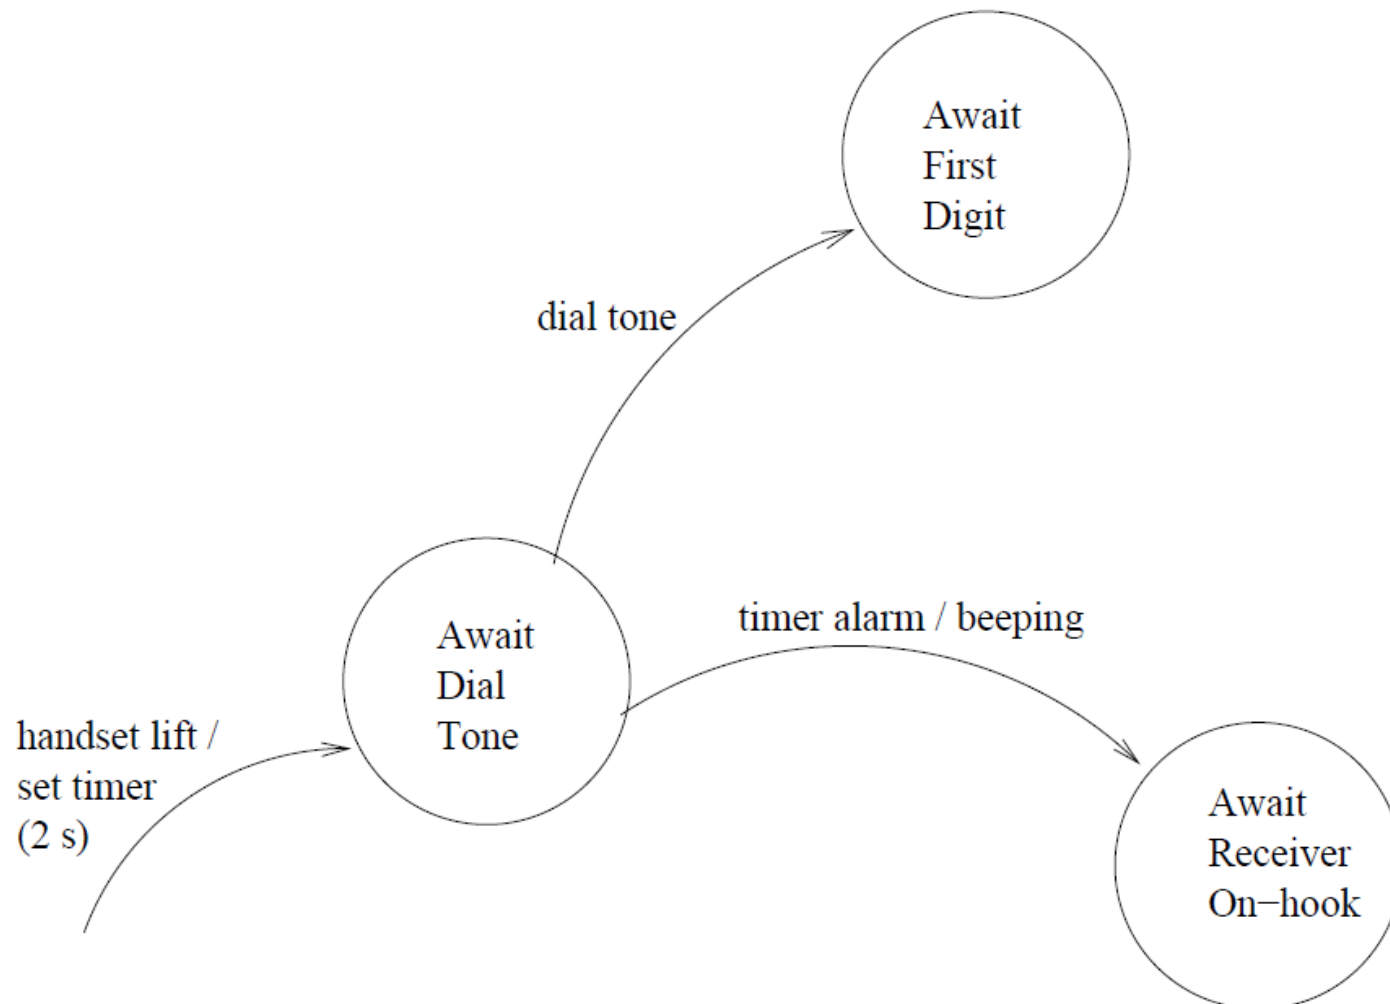 Await
First
Digit
dial tone
timer alarm / beeping
Await
Dial
Tone
handset lift /
set timer
(2 s)
Await
Receiver
On−hook